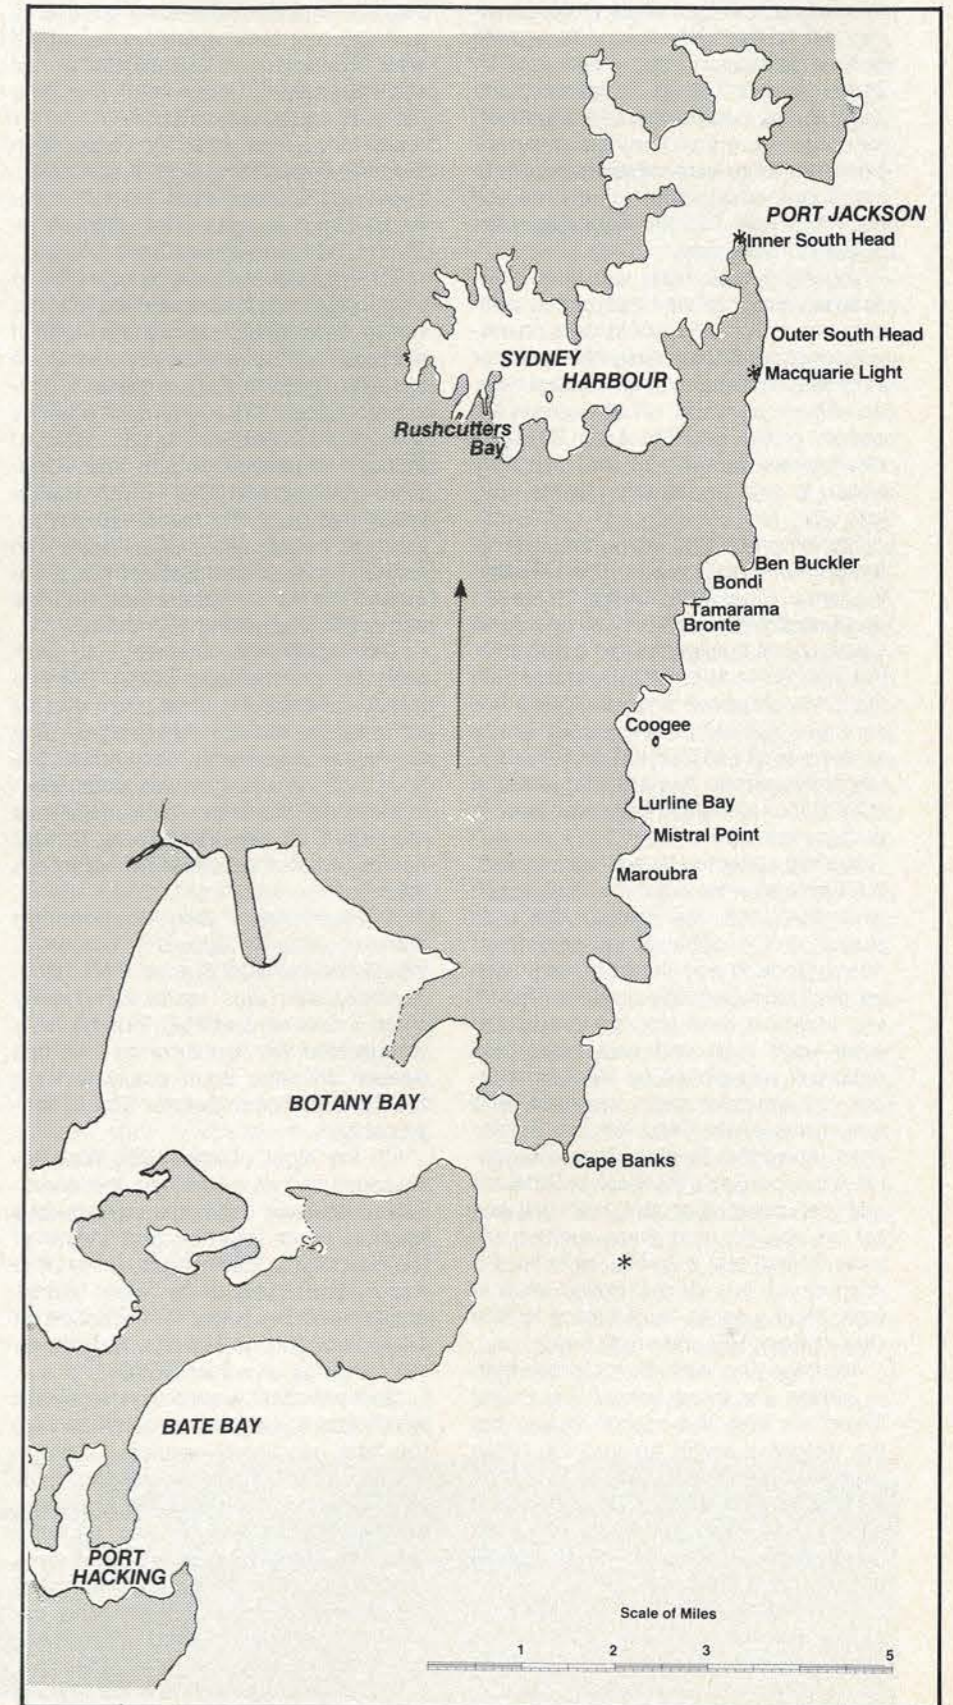 PORT JACKSON
Inner South Head
Outer South Head
SYDNEY
HARBOUR
Macquarie Light
Rushcutters
Bay
Ben Buckler
Bondi
Tamarama
Bronte
Coogee
Lurline Bay
Mistral Point
Maroubra
BOTANY BAY
Cape Banks
BATE BAY
PORT
HACKING
Scale of Miles
1 2 3 5